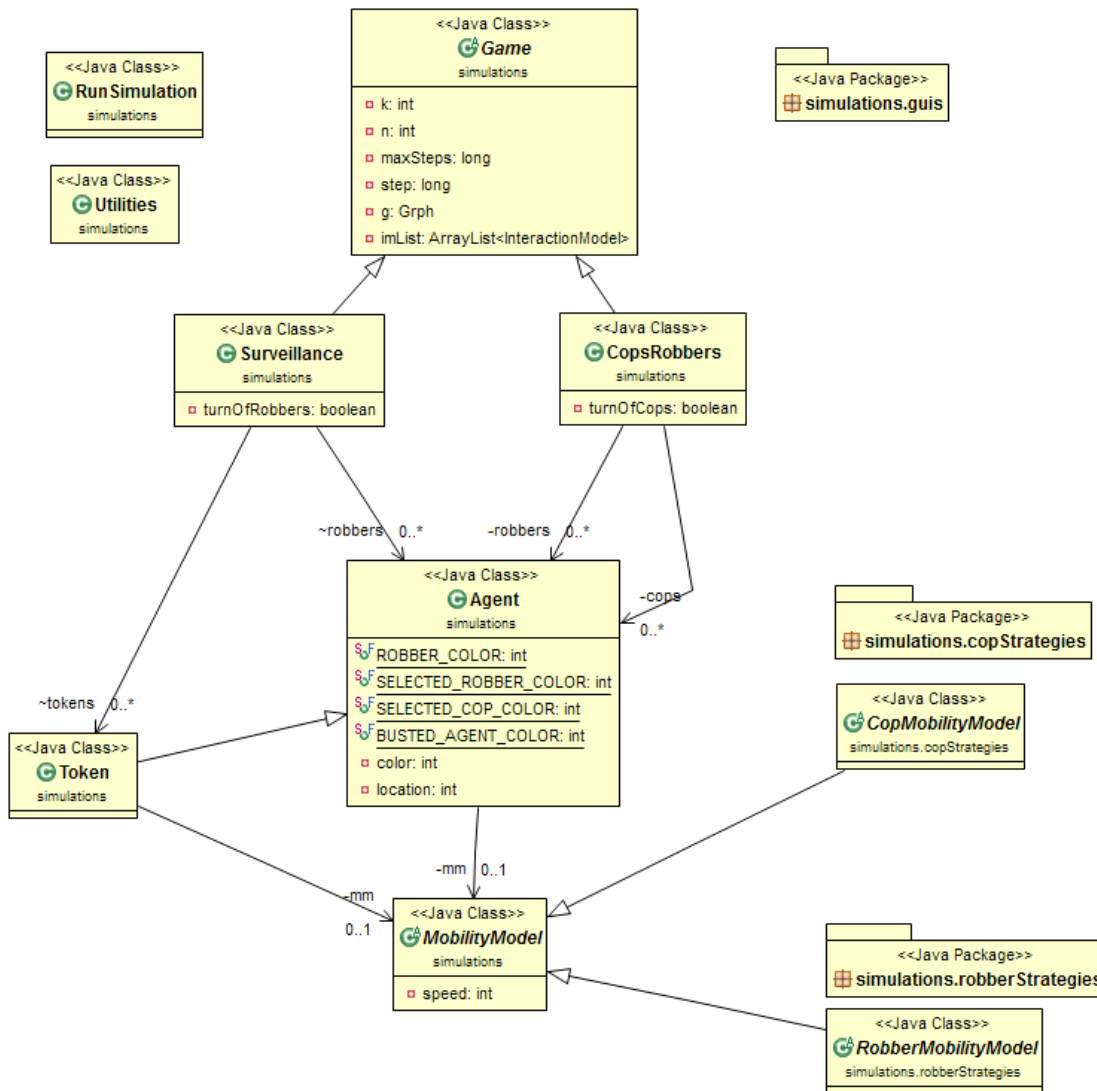 <<Java Class>>
RunSimulation
simulations
<<Java Class>>
Utilities
simulations
<<Java Class>>
Game
simulations
k: int
n: int
maxSteps: long
step: long
g: Grph
imList: ArrayList<InteractionModel>
<<Java Package>>
simulations.guis
<<Java Class>>
Surveillance
simulations
turnOfRobbers: boolean
<<Java Class>>
CopsRobbers
simulations
turnOfCops: boolean
~robbers 0..*
-robbers 0..*
-cops
0..*
~tokens 0..*
<<Java Class>>
Agent
simulations
SOF ROBBER_COLOR: int
SOF SELECTED_ROBBER_COLOR: int
SOF SELECTED_COP_COLOR: int
SOF BUSTED_AGENT_COLOR: int
color: int
location: int
<<Java Package>>
simulations.copStrategies
<<Java Class>>
CopMobilityModel
simulations.copStrategies
<<Java Class>>
Token
simulations
-mm 0..1
-mm
0..1
<<Java Class>>
MobilityModel
simulations
speed: int
<<Java Package>>
simulations.robberStrategies
<<Java Class>>
RobberMobilityModel
simulations.robberStrategies